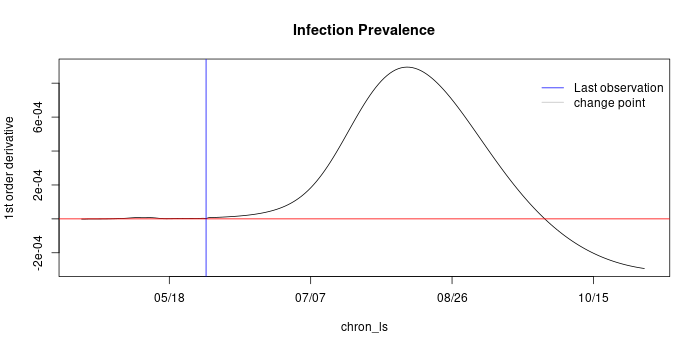 Infection Prevalence
1st order derivative
6e-04
2e-04
-2e-04
Last observation
change point
05/18
07/07
08/26
10/15
chron_ls